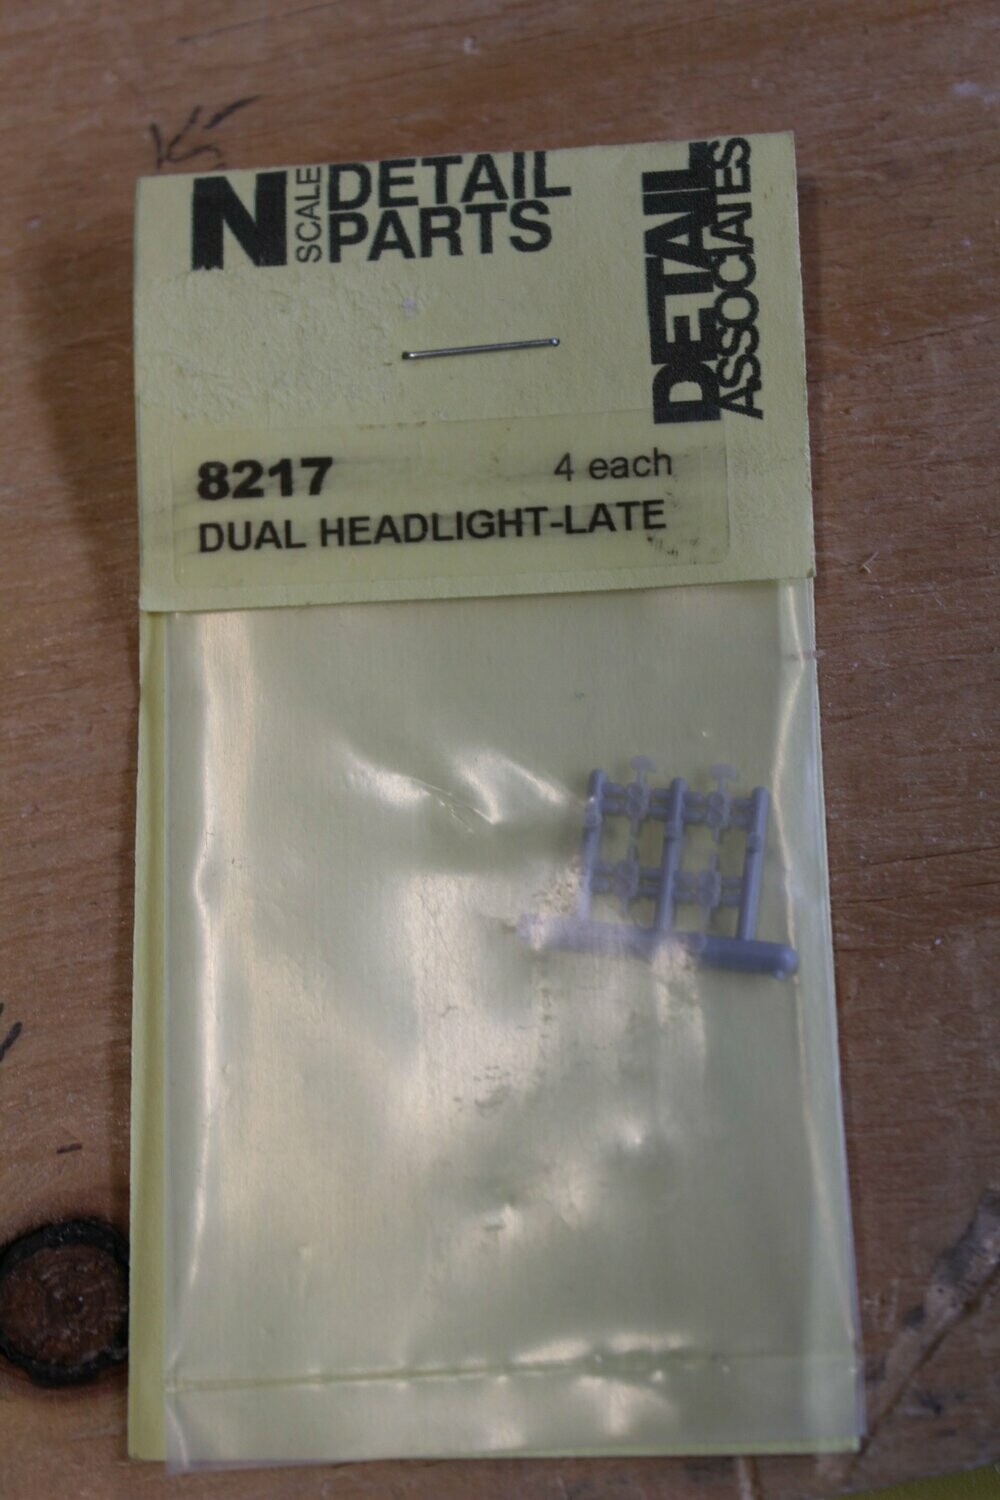 N SCALE DETAIL PARTS
DETAIL ASSOCIATES
8217 4 each
DUAL HEADLIGHT-LATE